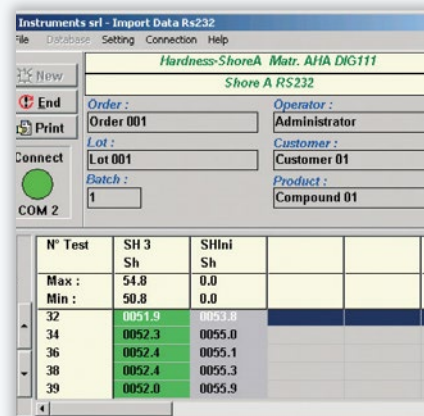 Instruments srl - Import Data Rs232
File Database Setting Connection Help
Hardness-ShoreA Matr. AHA DIG111
Shore A RS232
New
End
Print
Connect
COM 2
Order :
Order 001
Operator :
Administrator
Lot :
Lot 001
Customer :
Customer 01
Batch :
1
Product :
Compound 01
N° Test SH 3 SHIni
Sh Sh
Max : 54.8 0.0
Min : 50.8 0.0
32 0051.9 0053.8
34 0052.3 0055.0
36 0052.4 0055.1
38 0052.4 0055.3
39 0052.0 0055.9